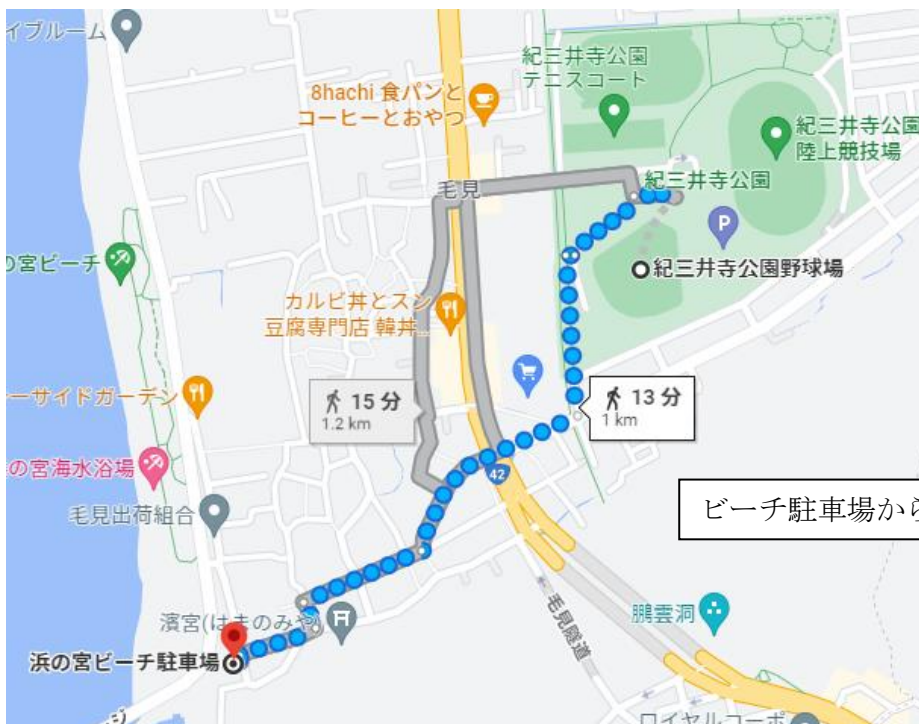 イブルーム
8hachi 食パンと
コーヒーとおやつ
紀三井寺公園
テニスコート
紀三井寺公園
陸上競技場
毛見
紀三井寺公園
P
紀三井寺公園野球場
の宮ビーチ
カルビ丼とスン
豆腐専門店 韓丼...
ーサイドガーデン
15 分
1.2 km
13 分
1 km
の宮海水浴場
42
毛見出荷組合
ビーチ駐車場から
濱宮(はまのみや)
毛見隧道
鵬雲洞
浜の宮ビーチ駐車場
ロイヤルコーポ